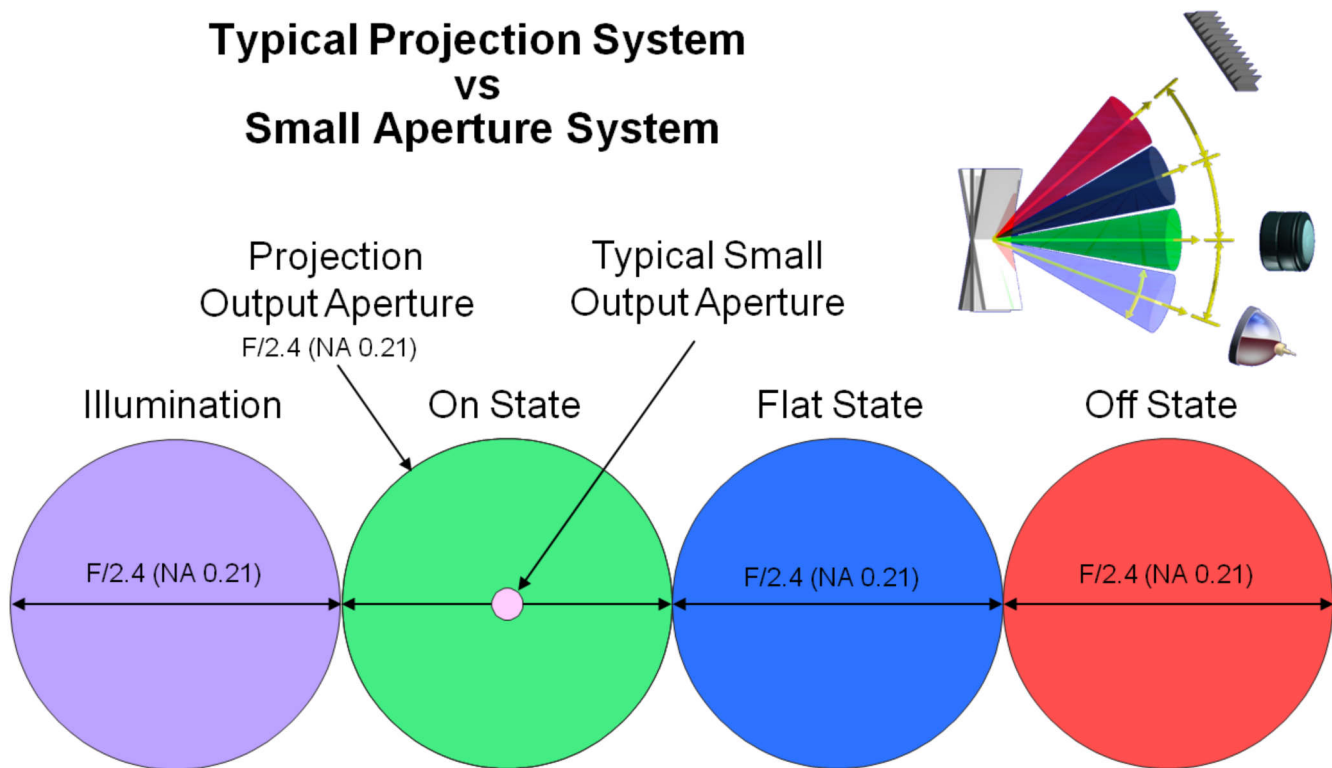 Typical Projection System
vs
Small Aperture System
Projection
Output Aperture
F/2.4 (NA 0.21)
Typical Small
Output Aperture
Illumination
On State
Flat State
Off State
F/2.4 (NA 0.21)
F/2.4 (NA 0.21)
F/2.4 (NA 0.21)